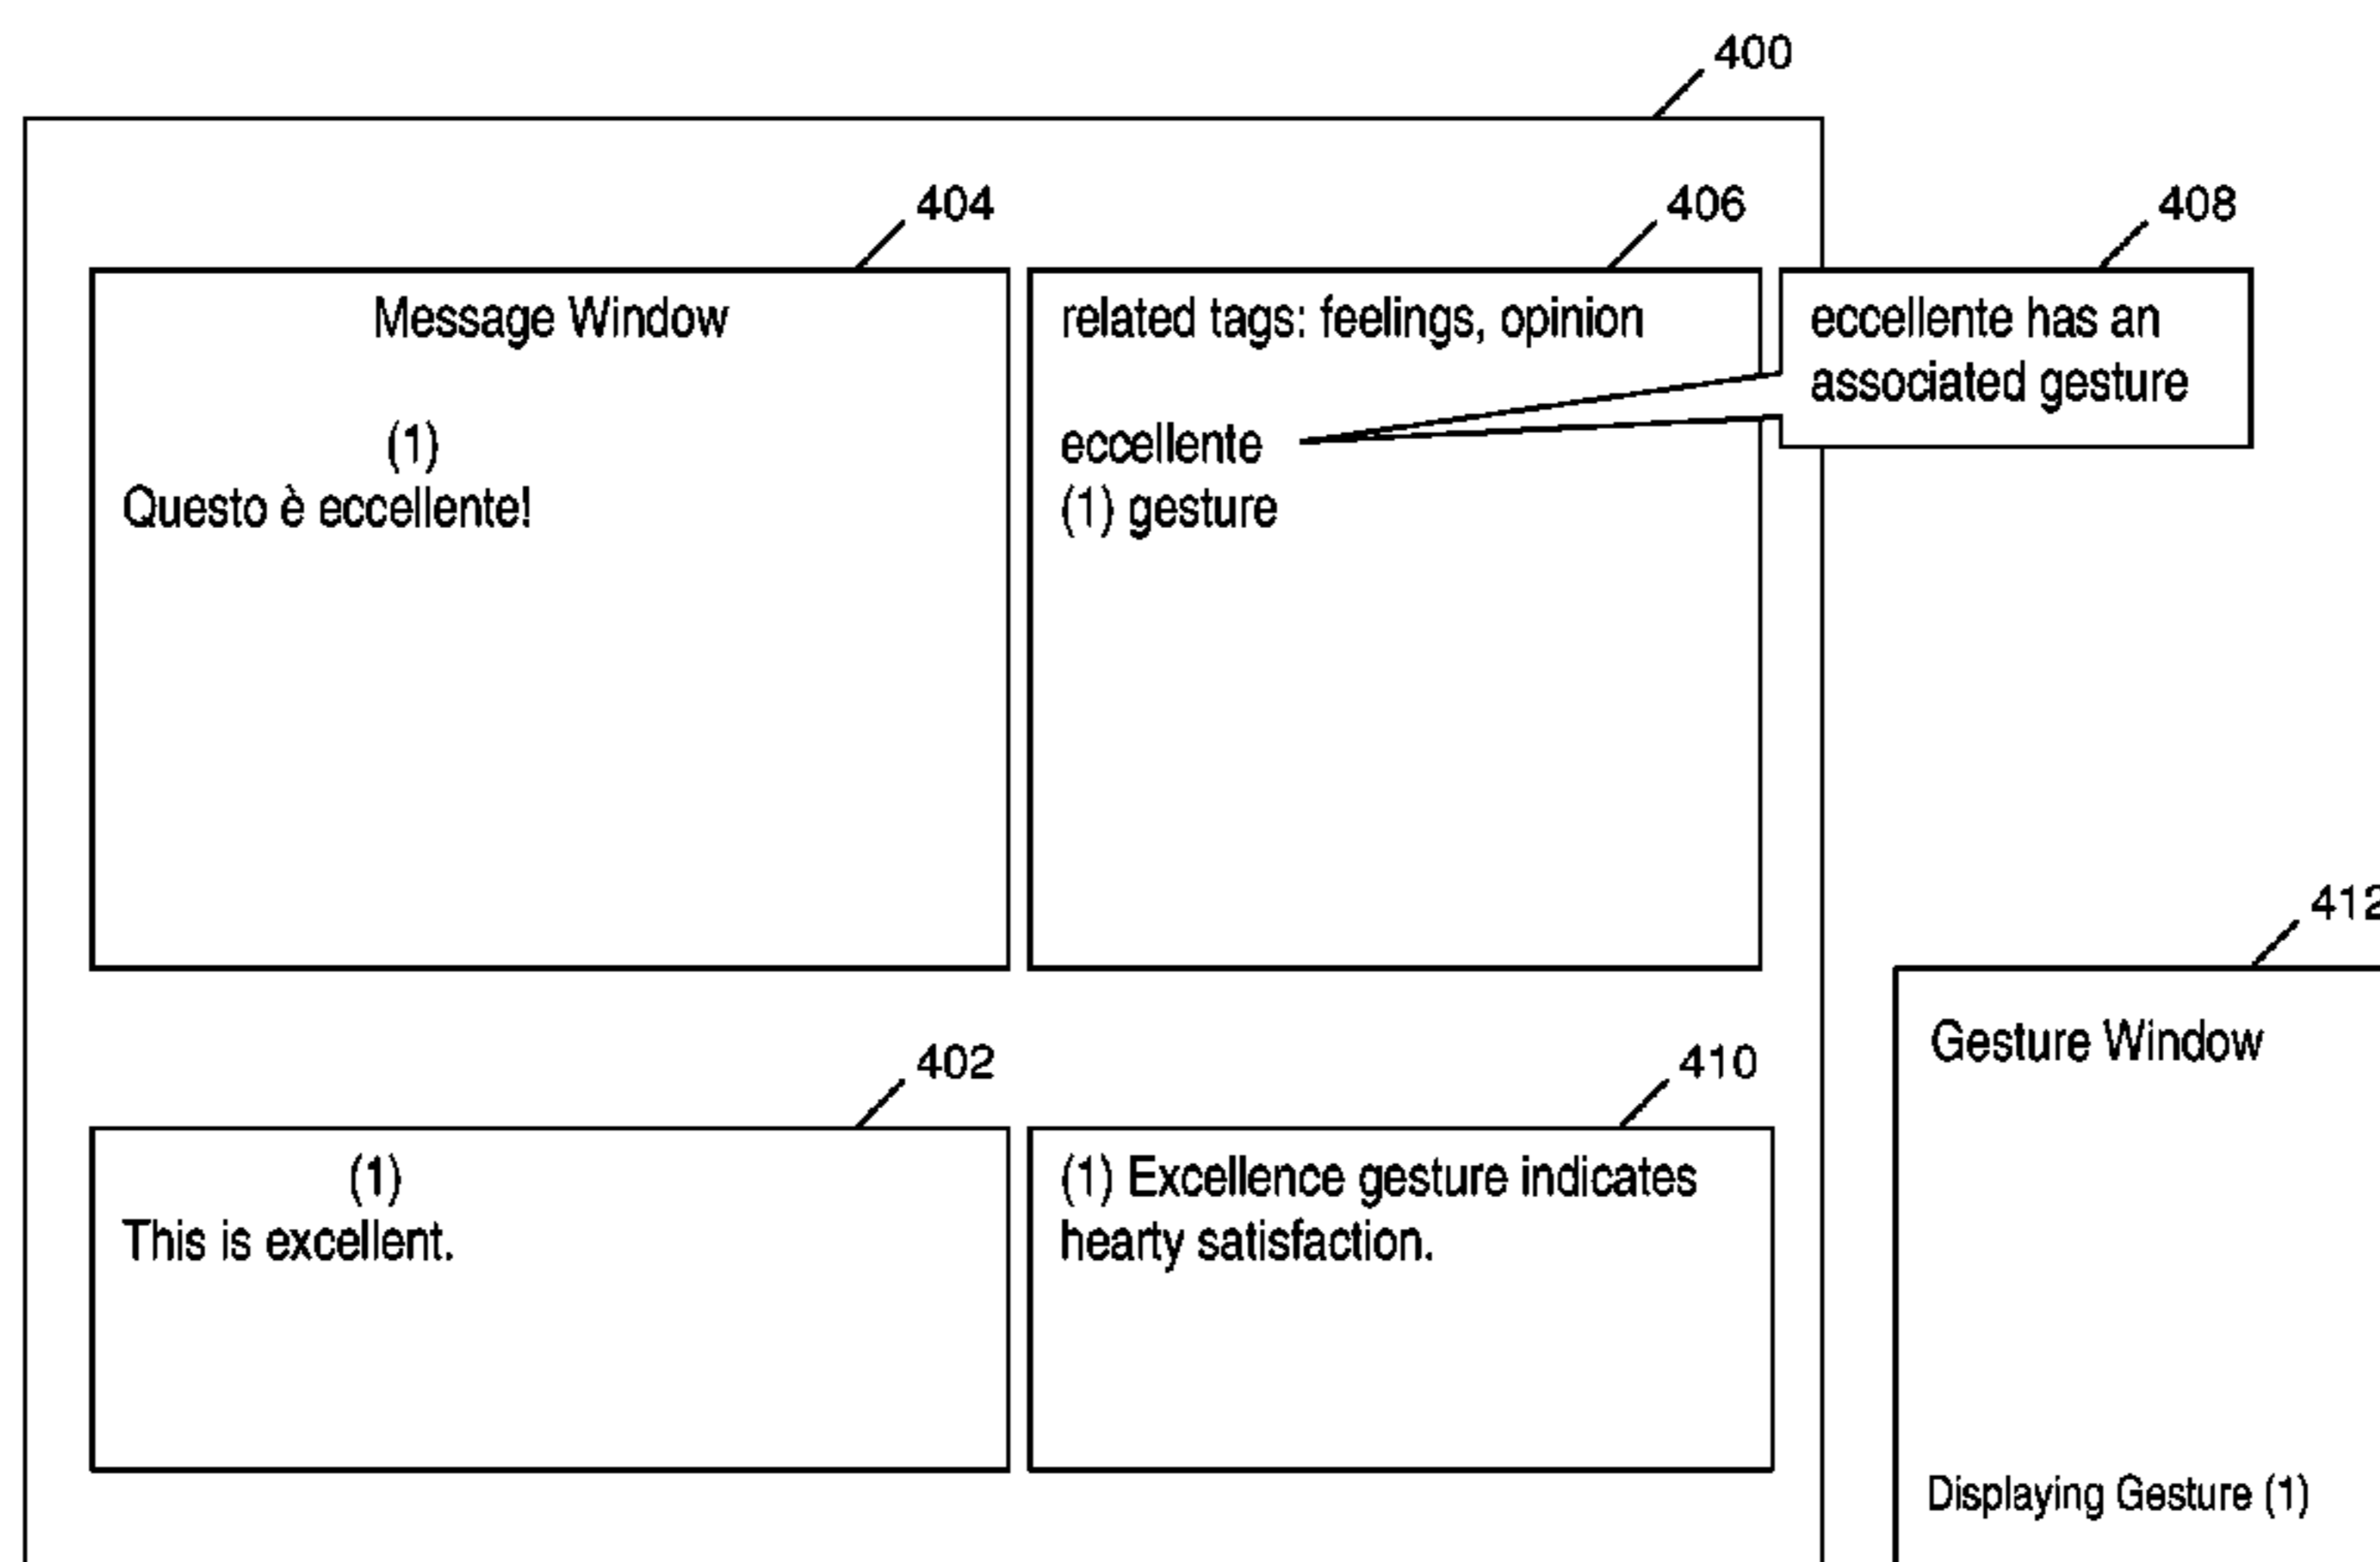 400
404
406
408
Message Window
(1)
Questo è eccellente!
related tags: feelings, opinion
eccellente
(1) gesture
eccellente has an
associated gesture
412
402
410
(1)
This is excellent.
(1) Excellence gesture indicates
hearty satisfaction.
Gesture Window
Displaying Gesture (1)